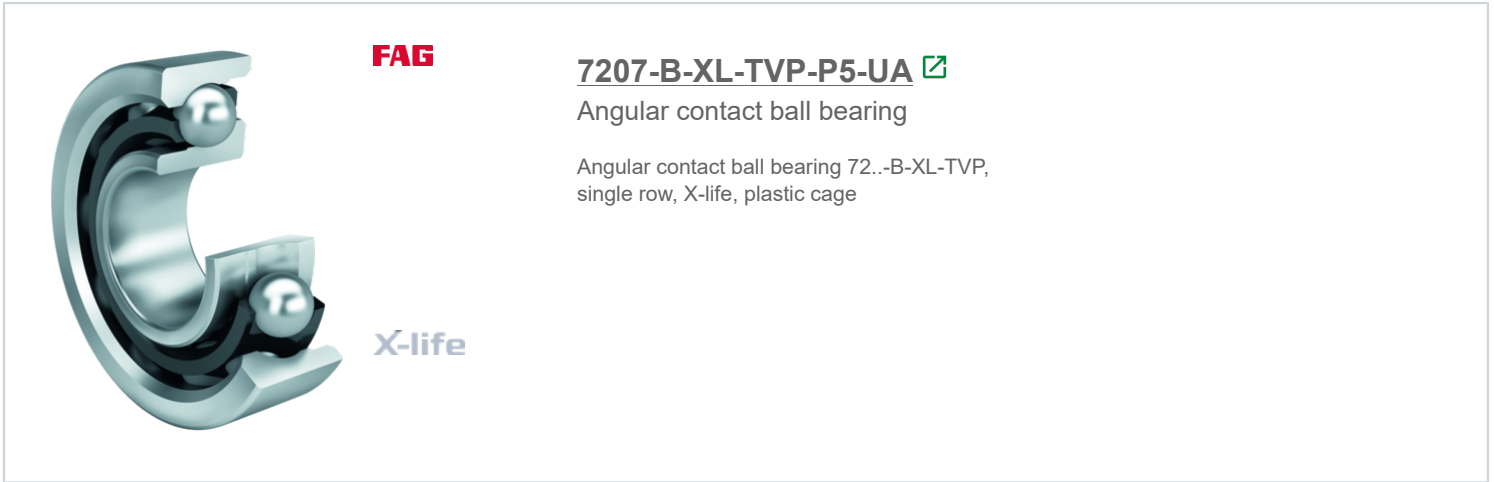 FAG
7207-B-XL-TVP-P5-UA
Angular contact ball bearing
Angular contact ball bearing 72..-B-XL-TVP,
single row, X-life, plastic cage
X-life